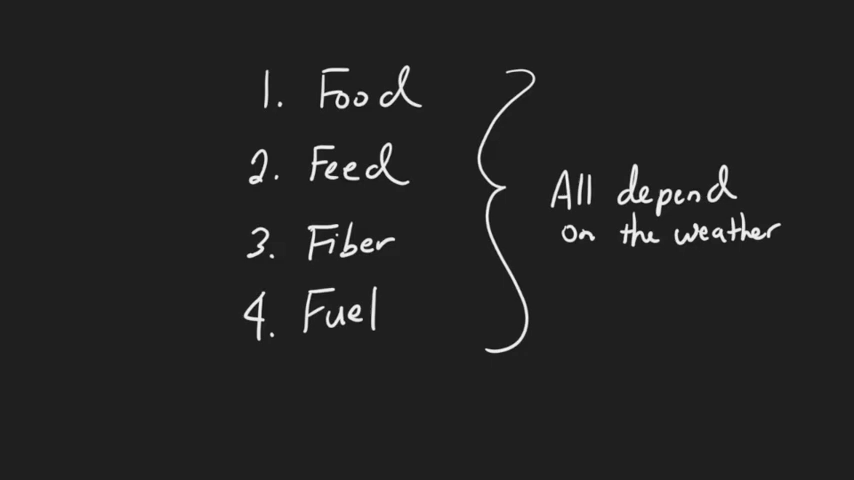 1. Food
2. Feed
3. Fiber
4. Fuel
All depend
on the weather